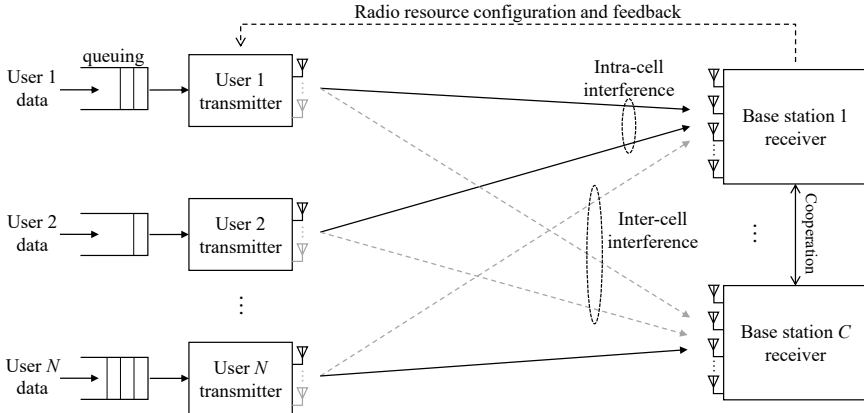 Radio resource configuration and feedback
queuing
User 1
data
User 1
transmitter
Intra-cell
interference
Base station 1
receiver
User 2
data
User 2
transmitter
Inter-cell
interference
...
Cooperation
...
User N
data
User N
transmitter
Base station C
receiver